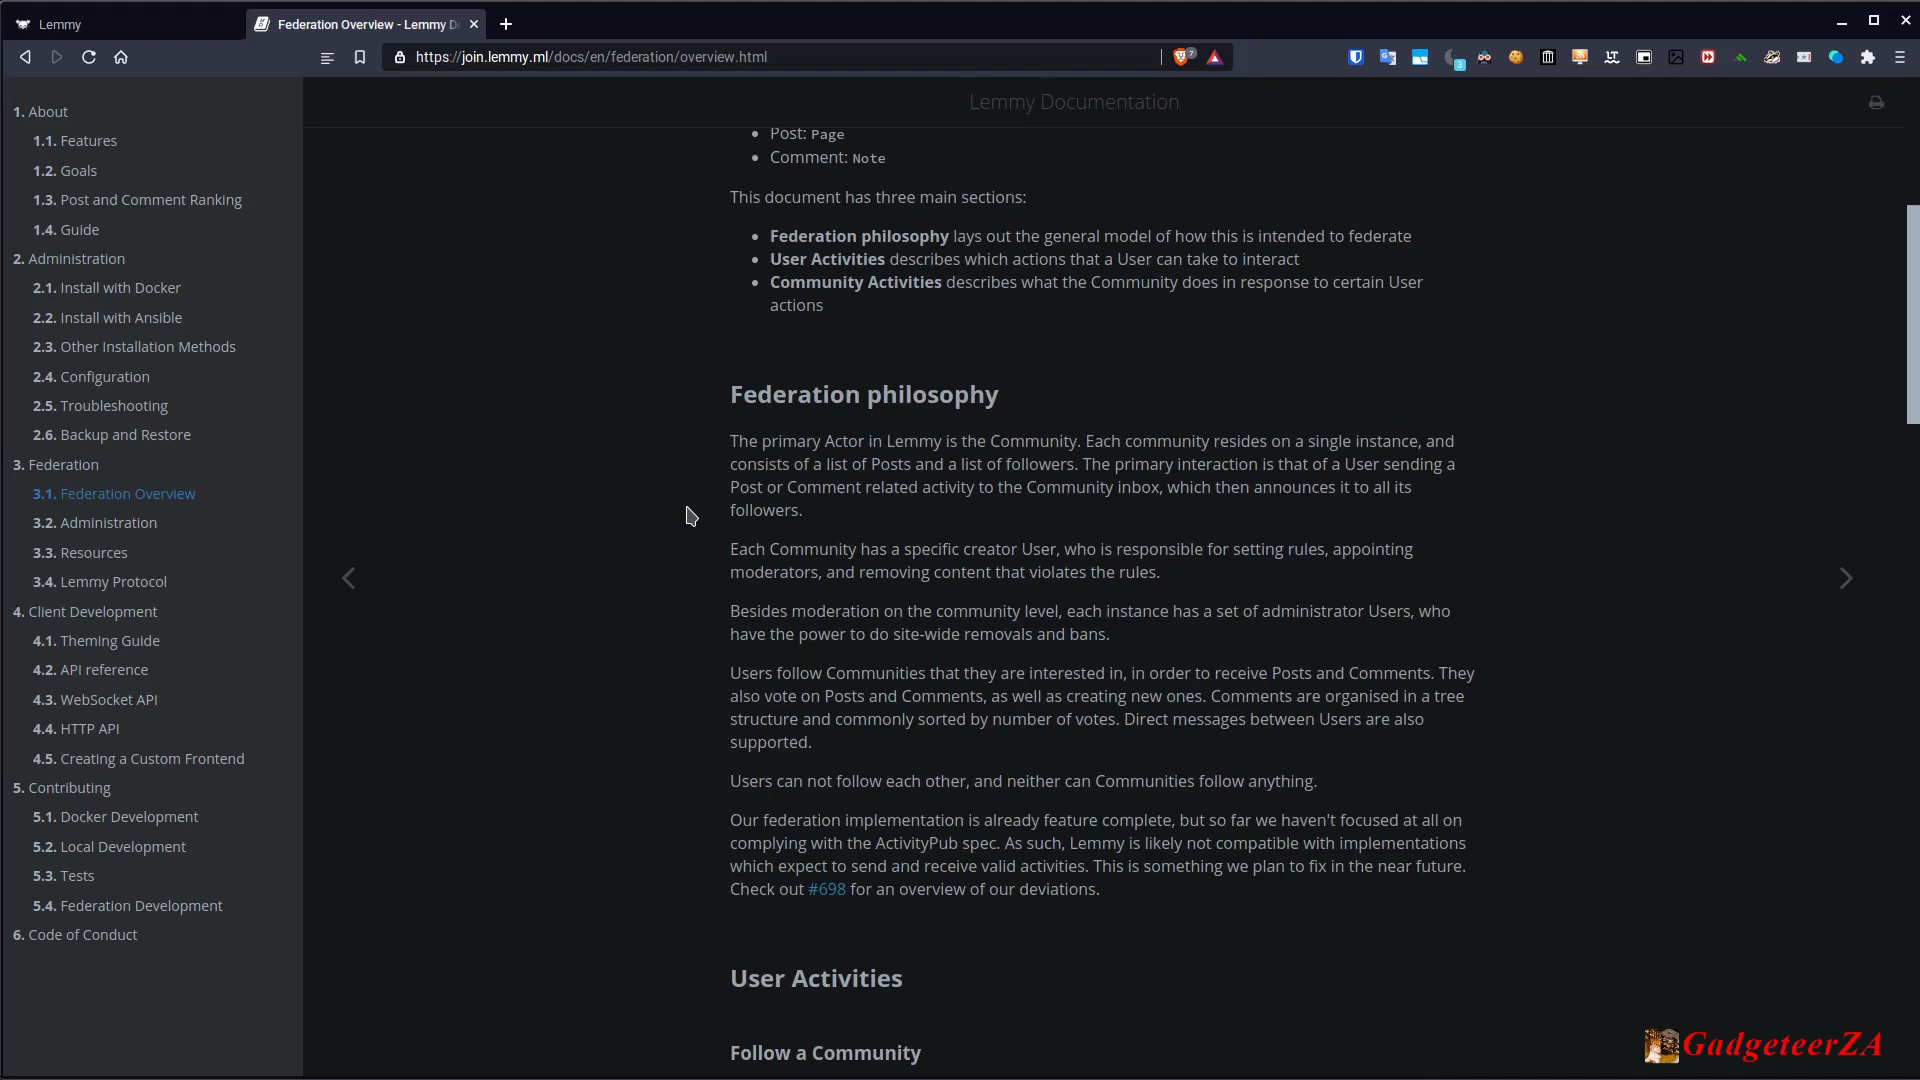 Lemmy
Federation Overview - Lemmy D
https://join.lemmy.ml/docs/en/federation/overview.html
7
3
1. About
1.1. Features
1.2. Goals
1.3. Post and Comment Ranking
1.4. Guide
2. Administration
2.1. Install with Docker
2.2. Install with Ansible
2.3. Other Installation Methods
2.4. Configuration
2.5. Troubleshooting
2.6. Backup and Restore
3. Federation
3.1. Federation Overview
3.2. Administration
3.3. Resources
3.4. Lemmy Protocol
4. Client Development
4.1. Theming Guide
4.2. API reference
4.3. WebSocket API
4.4. HTTP API
4.5. Creating a Custom Frontend
5. Contributing
5.1. Docker Development
5.2. Local Development
5.3. Tests
5.4. Federation Development
6. Code of Conduct
Lemmy Documentation
• Post: Page
• Comment: Note
This document has three main sections:
• Federation philosophy lays out the general model of how this is intended to federate
• User Activities describes which actions that a User can take to interact
• Community Activities describes what the Community does in response to certain User
actions
Federation philosophy
The primary Actor in Lemmy is the Community. Each community resides on a single instance, and
consists of a list of Posts and a list of followers. The primary interaction is that of a User sending a
Post or Comment related activity to the Community inbox, which then announces it to all its
followers.
Each Community has a specific creator User, who is responsible for setting rules, appointing
moderators, and removing content that violates the rules.
Besides moderation on the community level, each instance has a set of administrator Users, who
have the power to do site-wide removals and bans.
Users follow Communities that they are interested in, in order to receive Posts and Comments. They
also vote on Posts and Comments, as well as creating new ones. Comments are organised in a tree
structure and commonly sorted by number of votes. Direct messages between Users are also
supported.
Users can not follow each other, and neither can Communities follow anything.
Our federation implementation is already feature complete, but so far we haven't focused at all on
complying with the ActivityPub spec. As such, Lemmy is likely not compatible with implementations
which expect to send and receive valid activities. This is something we plan to fix in the near future.
Check out #698 for an overview of our deviations.
User Activities
Follow a Community
GadgeteerZA